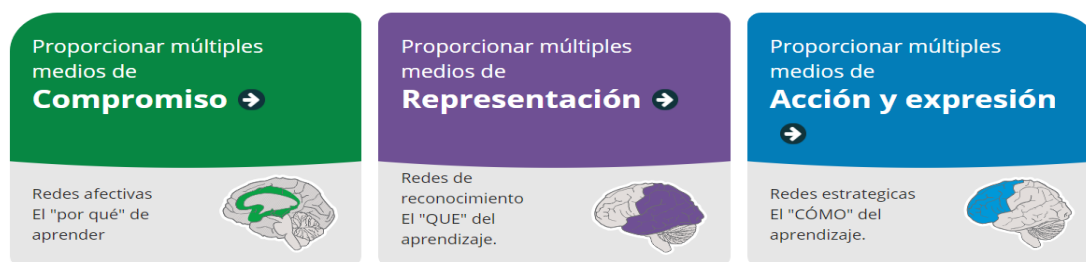 Proporcionar múltiples
medios de
Compromiso
Redes afectivas
El "por qué" de
aprender
Proporcionar múltiples
medios de
Representación
Redes de
reconocimiento
El "QUE" del
aprendizaje.
Proporcionar múltiples
medios de
Acción y expresión
Redes estrategicas
El "CÓMO" del
aprendizaje.